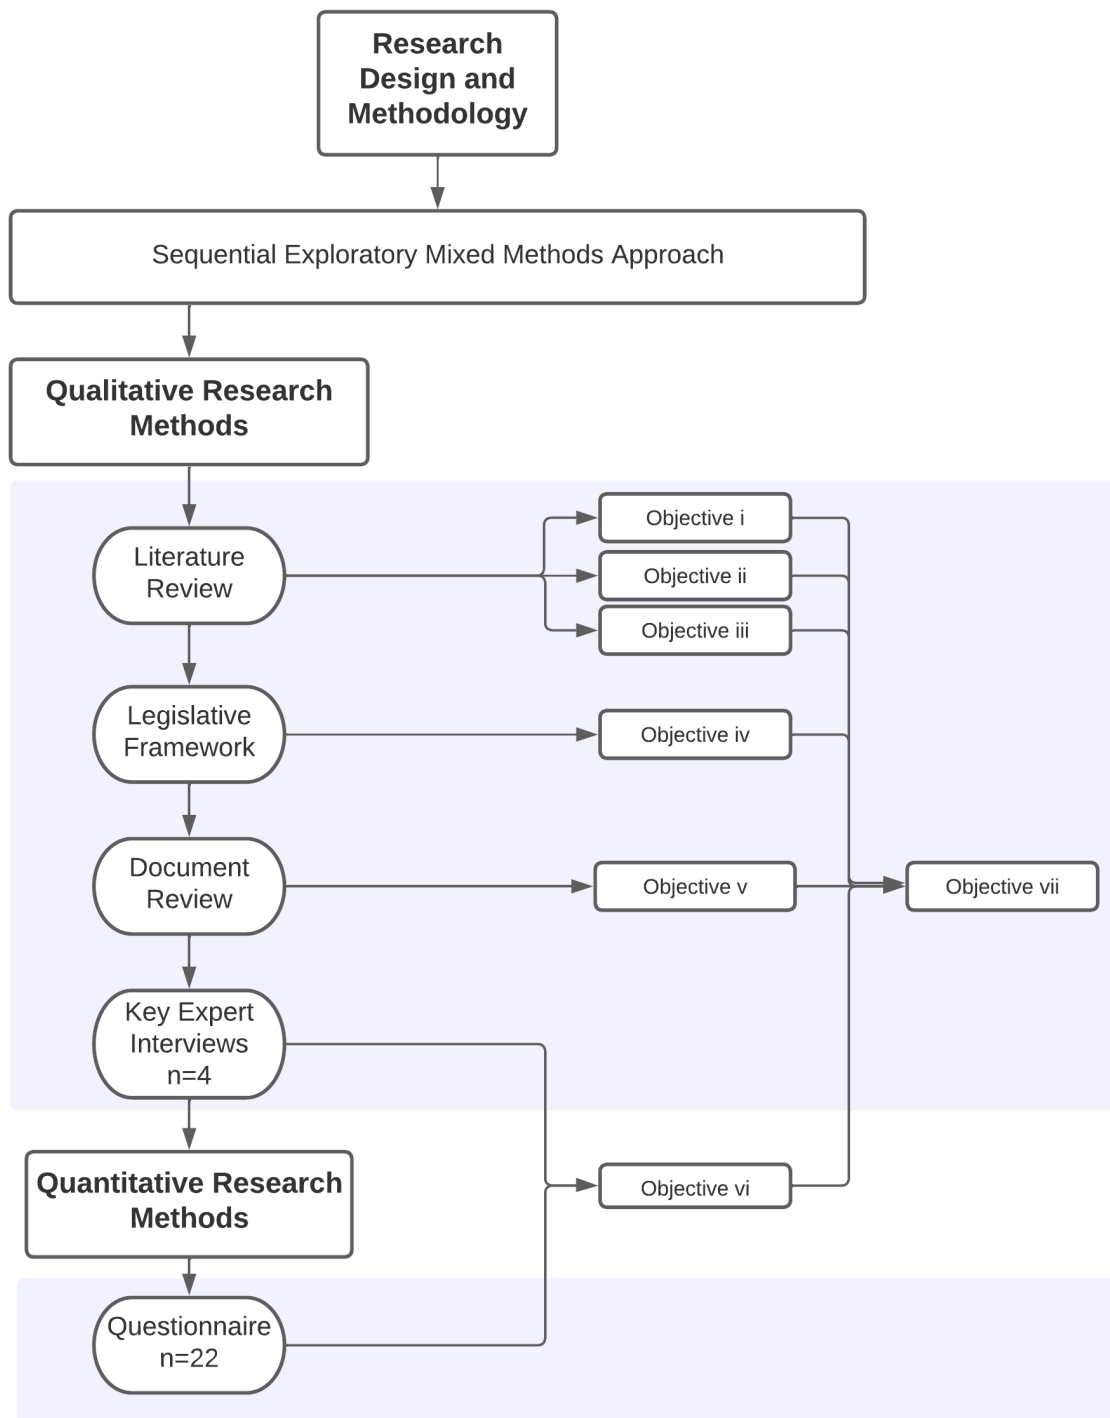 Research
Design and
Methodology
Sequential Exploratory Mixed Methods Approach
Qualitative Research
Methods
Literature
Review
Objective i
Objective ii
Objective iii
Legislative
Framework
Objective iv
Document
Review
Objective v
Objective vii
Key Expert
Interviews
n=4
Quantitative Research
Methods
Objective vi
Questionnaire
n=22